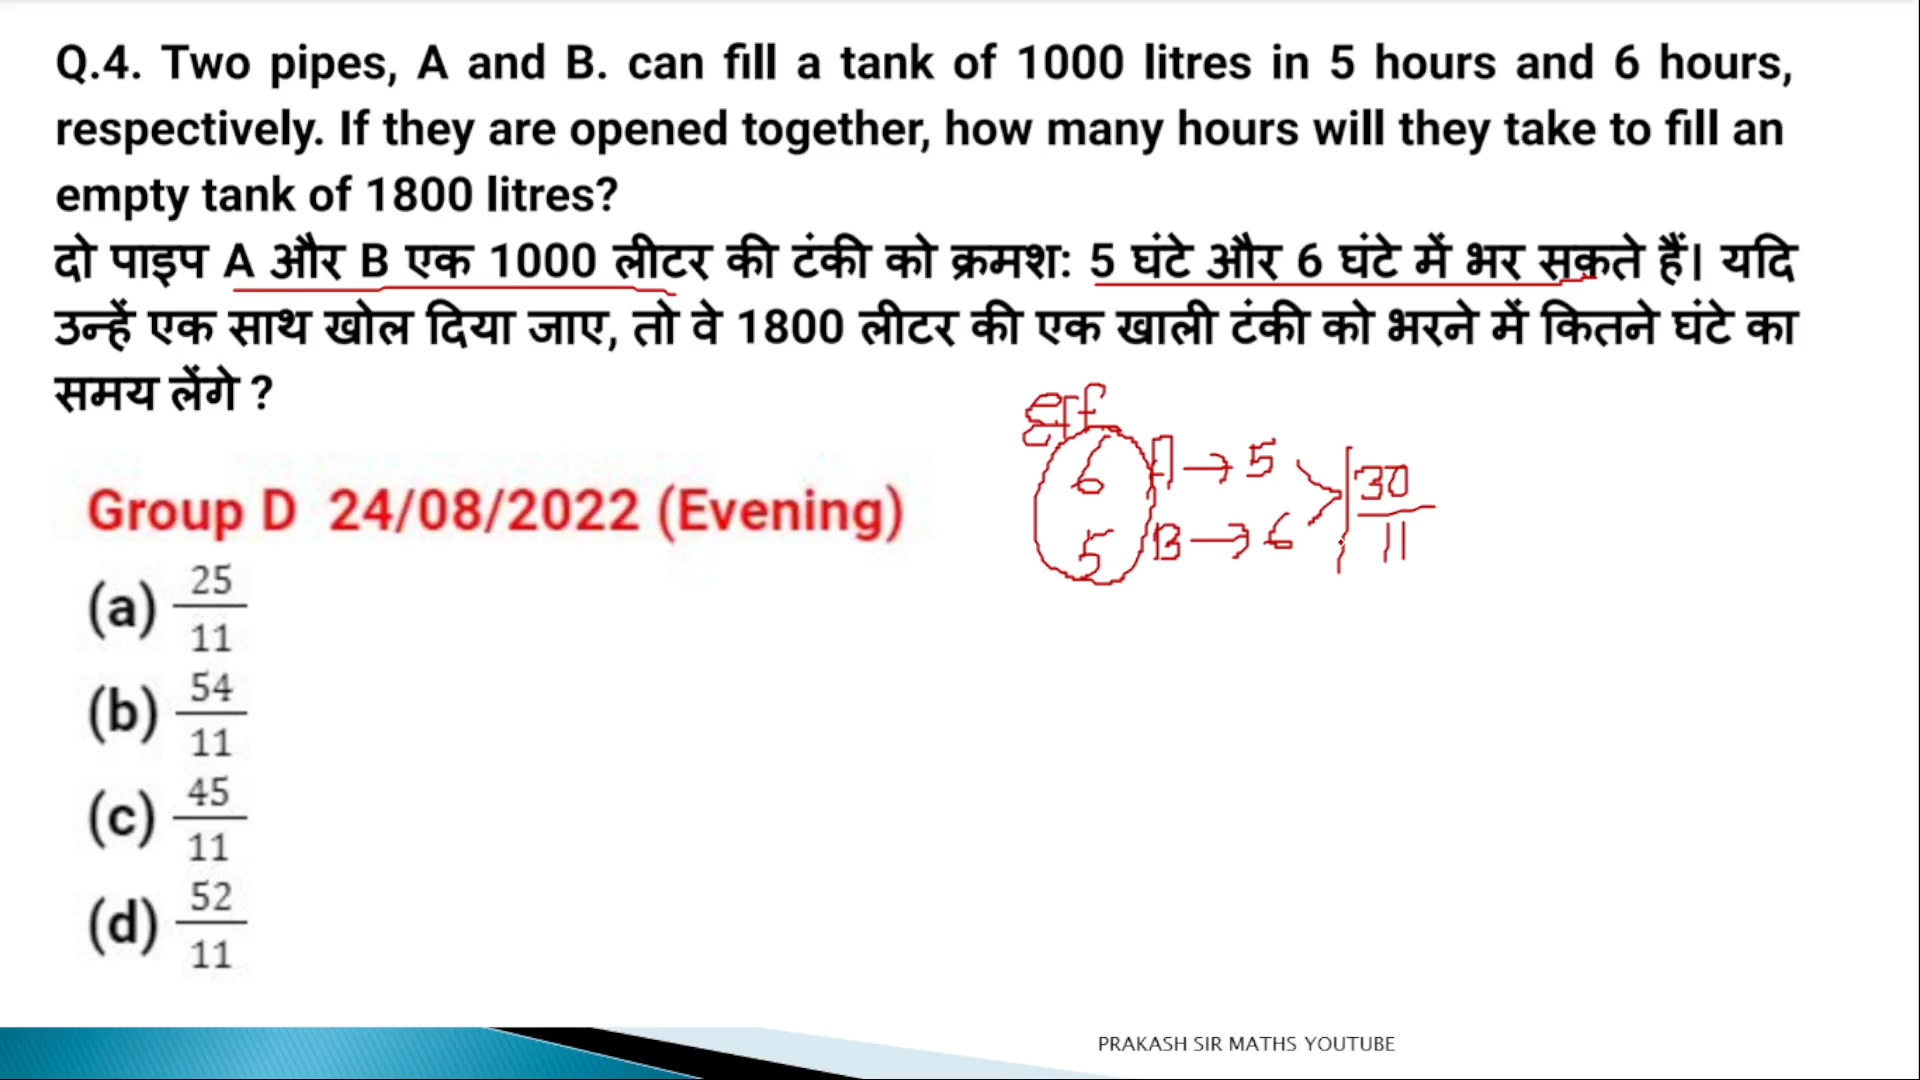 Q.4. Two pipes, A and B. can fill a tank of 1000 litres in 5 hours and 6 hours,
respectively. If they are opened together, how many hours will they take to fill an
empty tank of 1800 litres?
दो पाइप A और B एक 1000 लीटर की टंकी को क्रमश: 5 घंटे और 6 घंटे में भर सकते हैं। यदि
उन्हें एक साथ खोल दिया जाए, तो वे 1800 लीटर की एक खाली टंकी को भरने में कितने घंटे का
समय लेंगे ?
eff
6 A → 5
30
5 B → 6
11
Group D 24/08/2022 (Evening)
(a) 25/11
(b) 54/11
(c) 45/11
(d) 52/11
PRAKASH SIR MATHS YOUTUBE